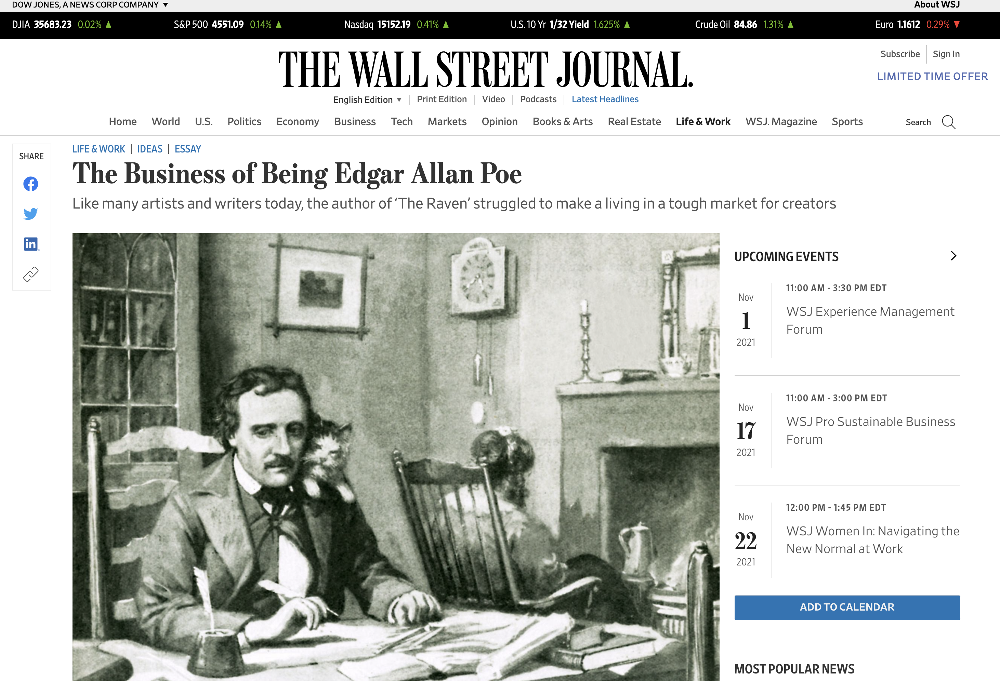 DOW JONES, A NEWS CORP COMPANY ▼
About WSJ
DJIA 35683.23 0.02% ▲
S&P 500 4551.09 0.14% ▲
Nasdaq 15152.19 0.41% ▲
U.S. 10 Yr 1/32 Yield 1.625% ▲
Crude Oil 84.86 1.31% ▲
Euro 1.1612 0.29% ▼
THE WALL STREET JOURNAL.
Subscribe | Sign In
LIMITED TIME OFFER
English Edition ▼ | Print Edition | Video | Podcasts | Latest Headlines
Home World U.S. Politics Economy Business Tech Markets Opinion Books & Arts Real Estate Life & Work WSJ. Magazine Sports Search
SHARE
in
LIFE & WORK | IDEAS | ESSAY
The Business of Being Edgar Allan Poe
Like many artists and writers today, the author of ‘The Raven’ struggled to make a living in a tough market for creators
UPCOMING EVENTS
Nov
1
2021
11:00 AM - 3:30 PM EDT
WSJ Experience Management
Forum
Nov
17
2021
11:00 AM - 3:00 PM EDT
WSJ Pro Sustainable Business
Forum
Nov
22
2021
12:00 PM - 1:45 PM EDT
WSJ Women In: Navigating the
New Normal at Work
ADD TO CALENDAR
MOST POPULAR NEWS